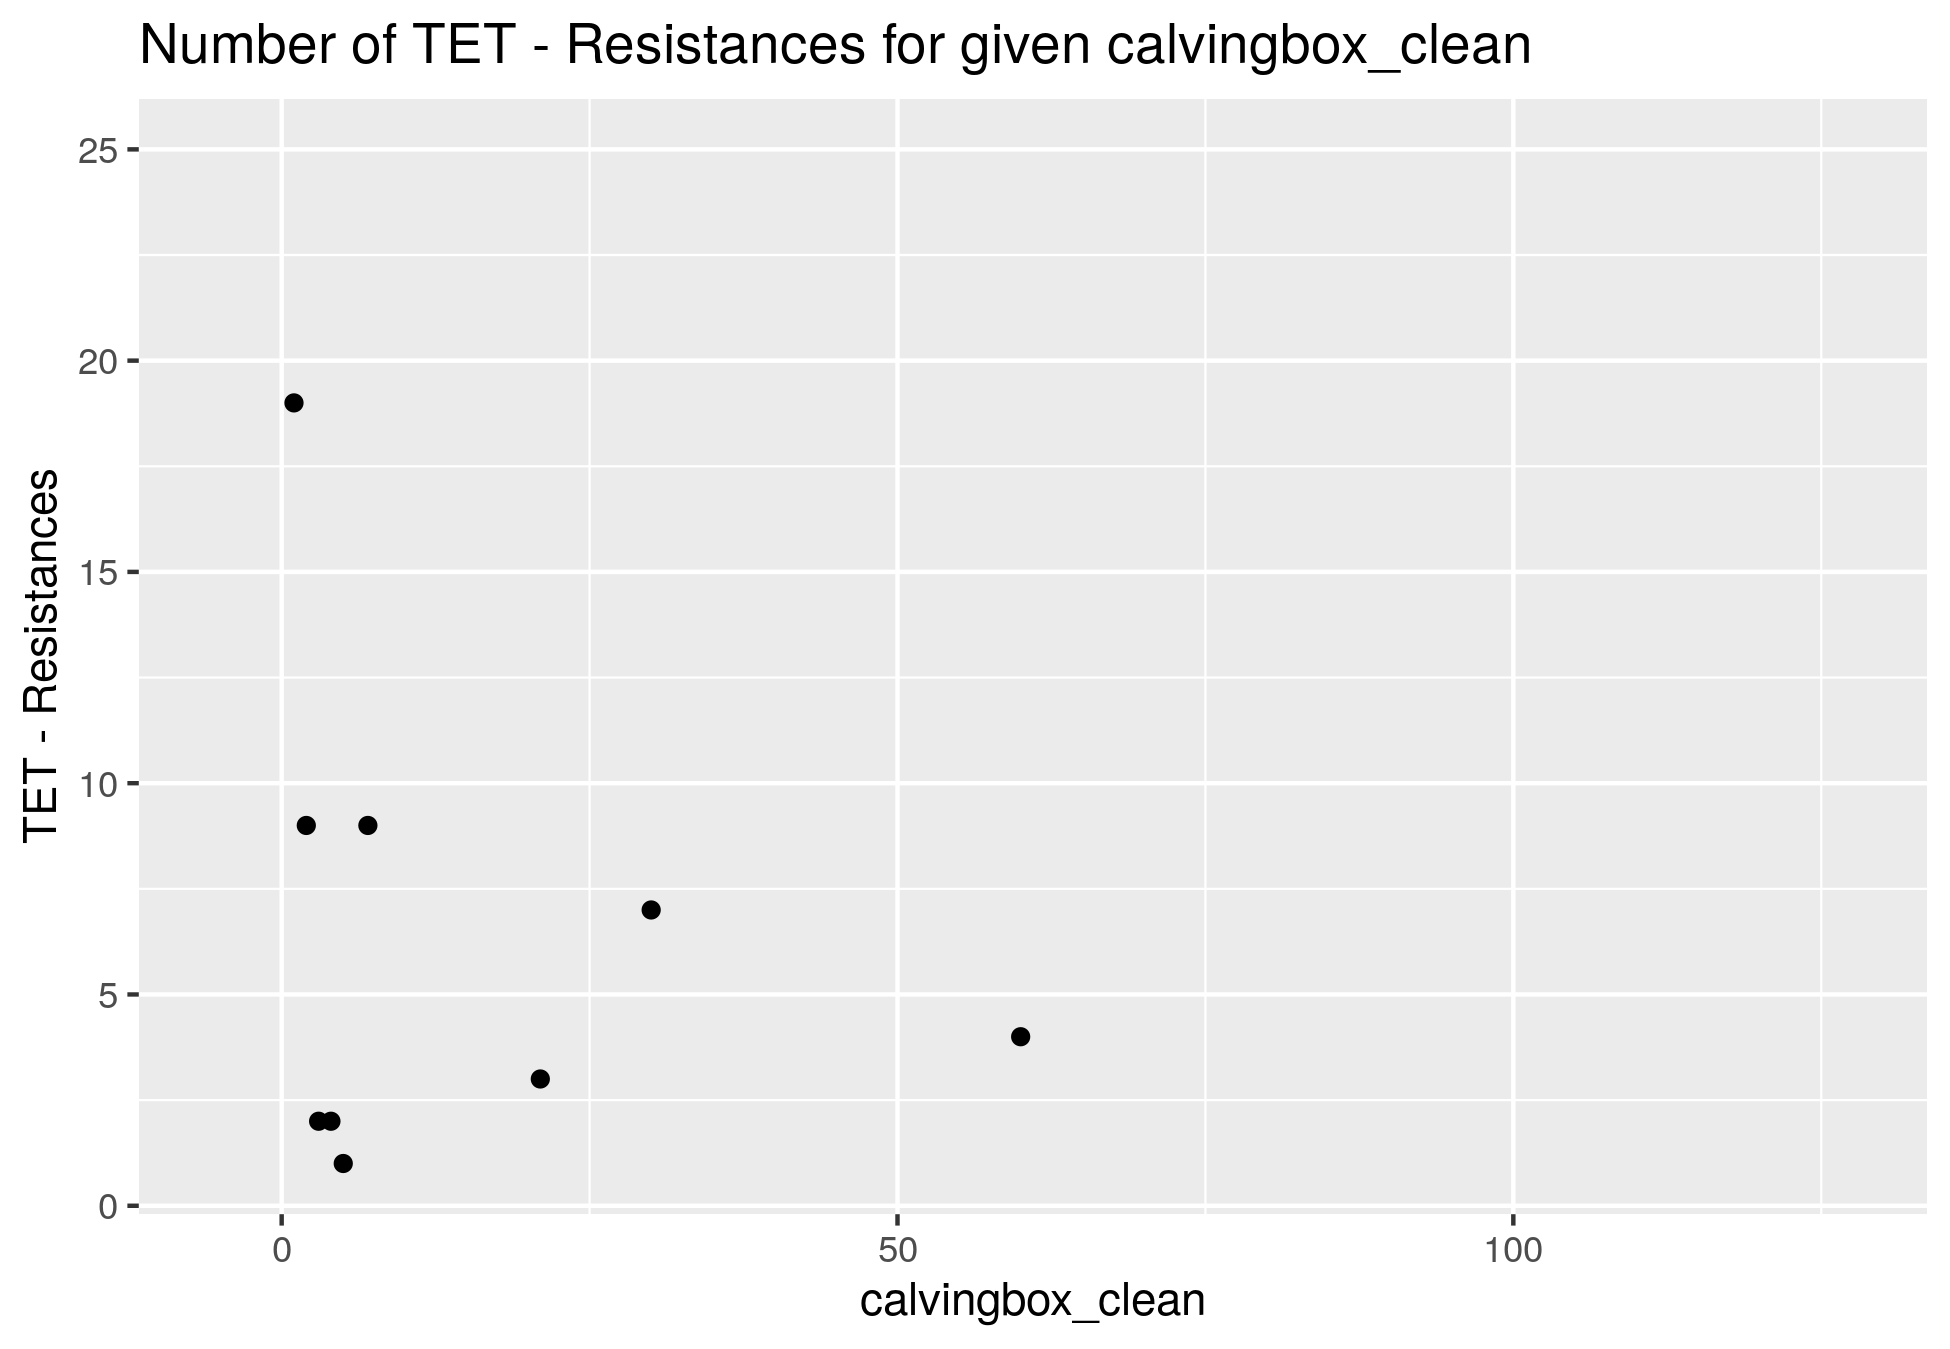 Number of TET - Resistances for given calvingbox_clean
25
20
15
10
5
0
TET - Resistances
0 50 100
calvingbox_clean